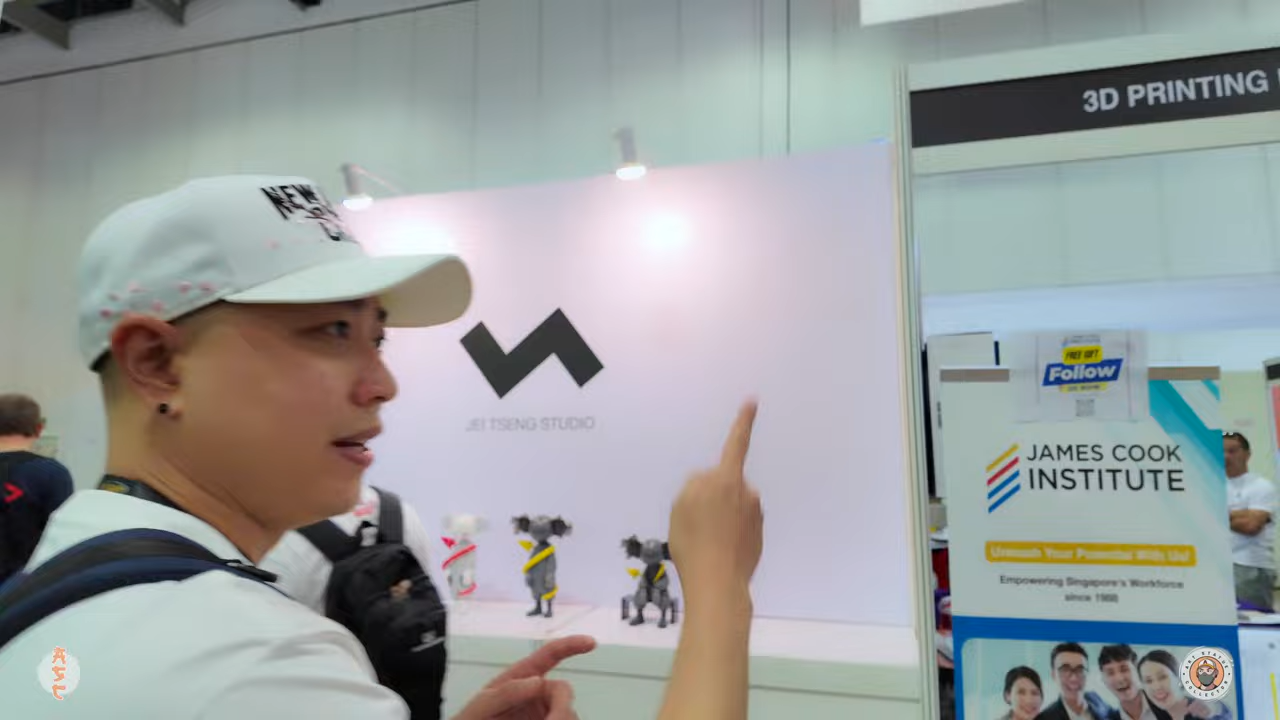 3D PRINTING
NEW
JEI TSENG STUDIO
FREE GIFT
Follow
JAMES COOK
INSTITUTE
Unleash Your Potential With Us!
Empowering Singapore's Workforce
since 1988